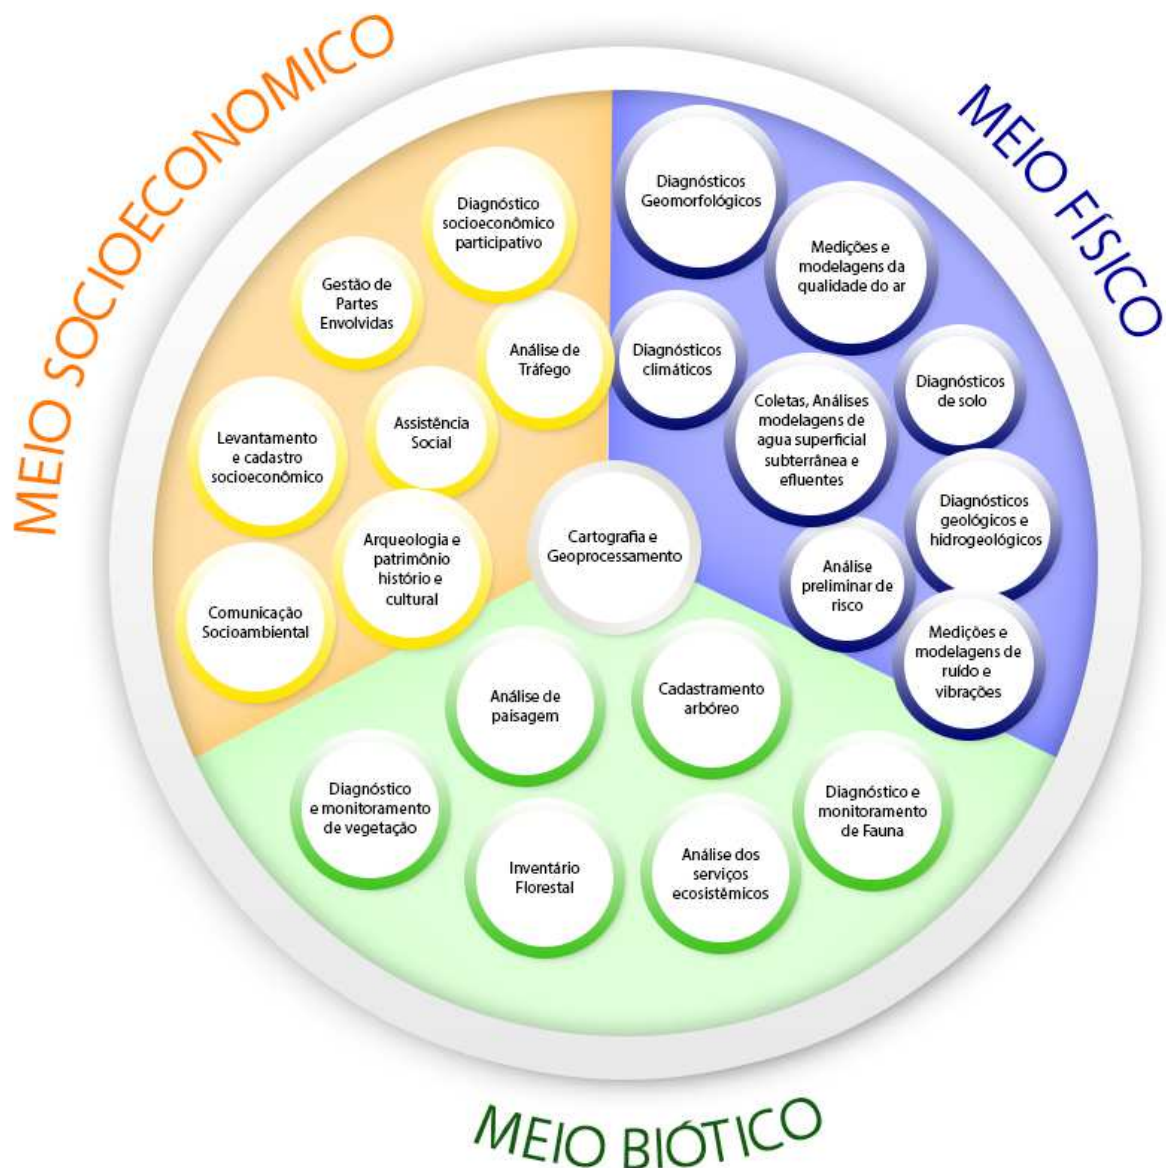 MEIO SOCIOECONOMICO
Diagnóstico
socioeconômico
participativo
Gestão de
Partes
Envolvidas
Análise de
Tráfego
Assistência
Social
Levantamento
e cadastro
socioeconômico
Arqueologia e
patrimônio
histório e
cultural
Comunicação
Socioambiental
MEIO FÍSICO
Diagnósticos
Geomorfológicos
Medições e
modelagens da
qualidade do ar
Diagnósticos
climáticos
Diagnósticos
de solo
Coletas, Análises
modelagens de
agua superficial
subterrânea e
efluentes
Diagnósticos
geológicos e
hidrogeológicos
Análise
preliminar de
risco
Medições e
modelagens de
ruído e
vibrações
Cartografia e
Geoprocessamento
Análise de
paisagem
Cadastramento
arbóreo
Diagnóstico
e monitoramento
de vegetação
Diagnóstico e
monitoramento
de Fauna
Inventário
Florestal
Análise dos
serviços
ecosistêmicos
MEIO BIÓTICO